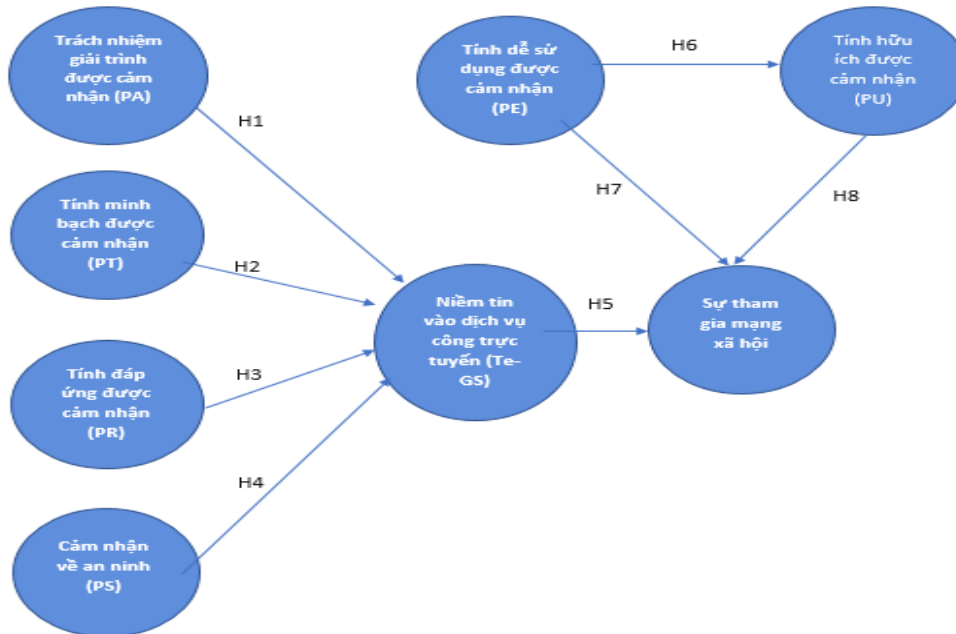 Trách nhiệm
giải trình
được cảm
nhận (PA)
H1
Tính minh
bạch được
cảm nhận
(PT)
H2
Tính đáp
ứng được
cảm nhận
(PR)
H3
Cảm nhận
về an ninh
(PS)
H4
Niềm tin
vào dịch vụ
công trực
tuyến (Te-
GS)
H5
Tính dễ sử
dụng được
cảm nhận
(PE)
H6
Tính hữu
ích được
cảm nhận
(PU)
H7
H8
Sự tham
gia mạng
xã hội